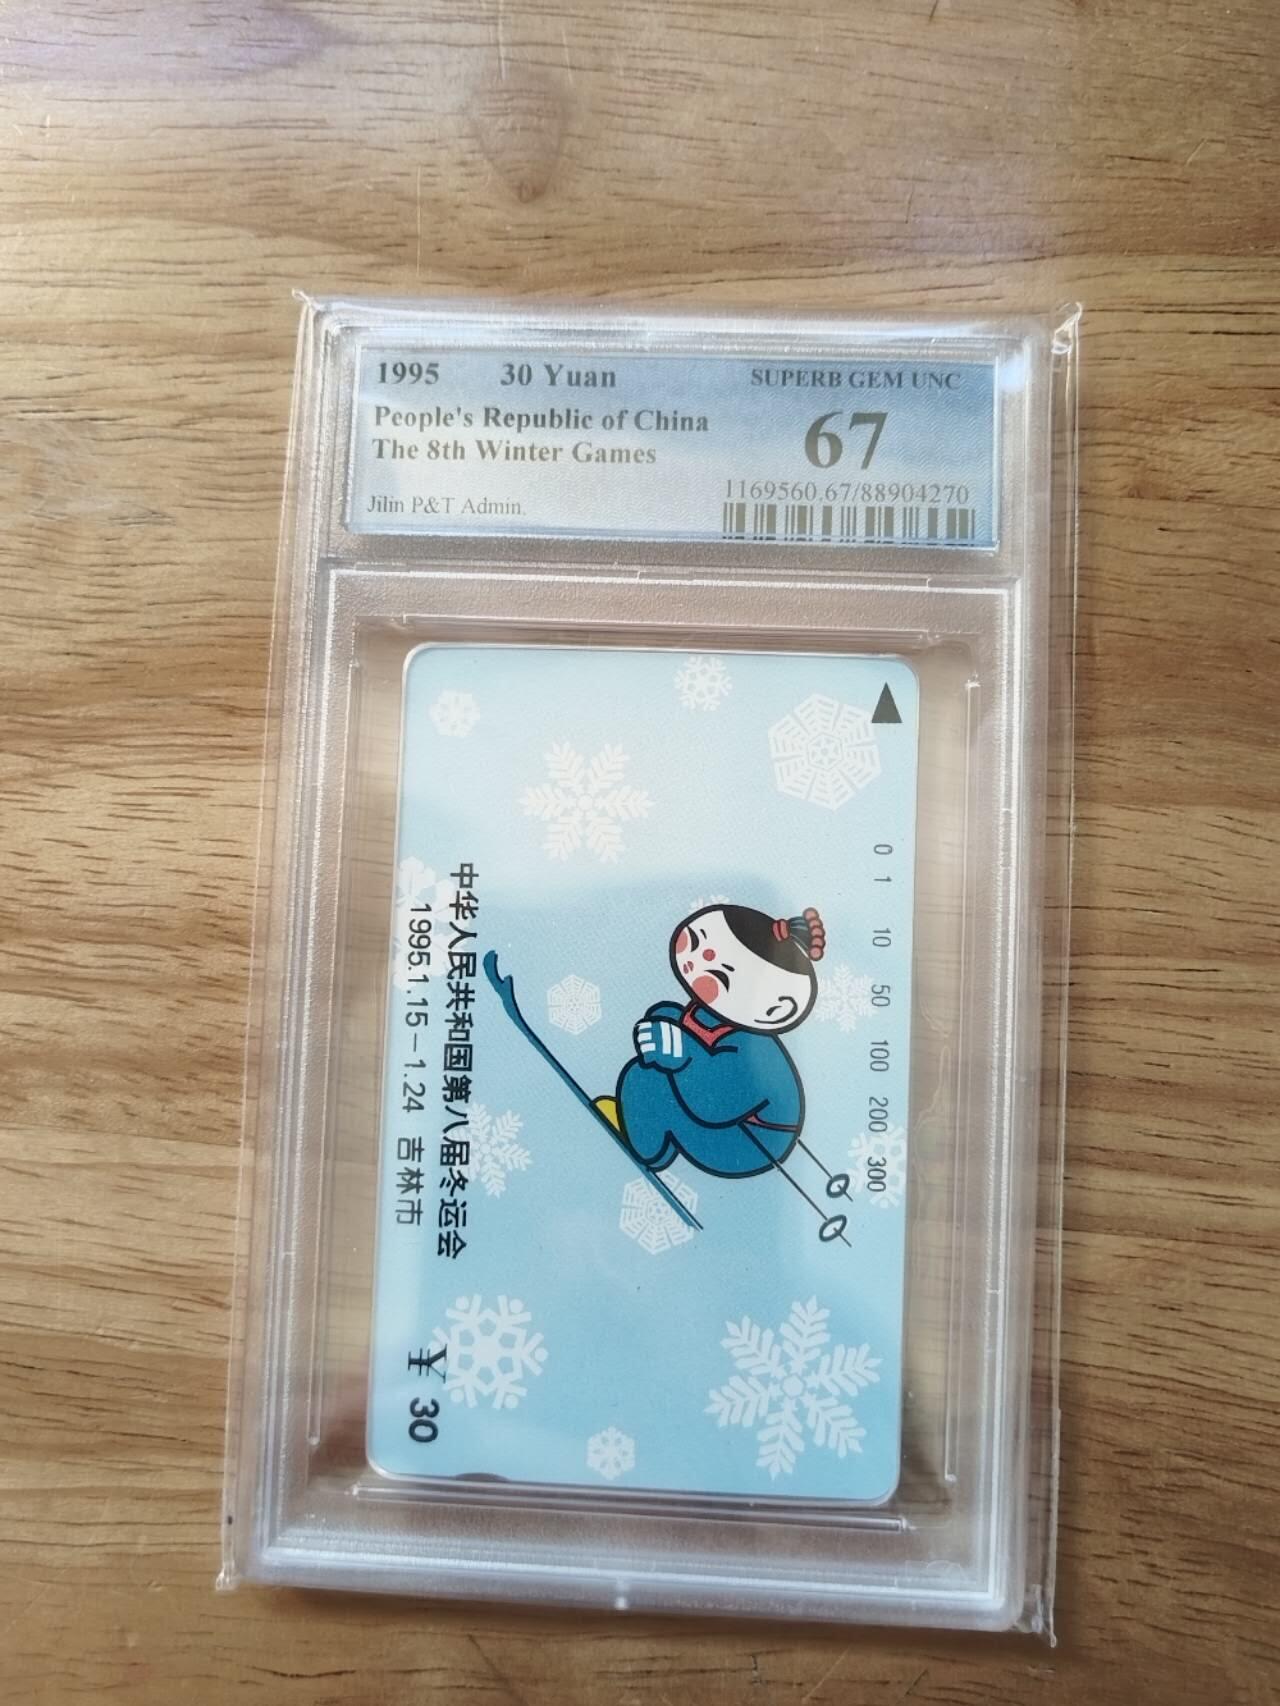 1995 30 Yuan
People's Republic of China
The 8th Winter Games
Jilin P&T Admin.
SUPERB GEM UNC
67
1169560.67/88904270
0 1 10 50 100 200 300
中华人民共和国第八届冬运会
1995.1.15—1.24 吉林市
¥ 30